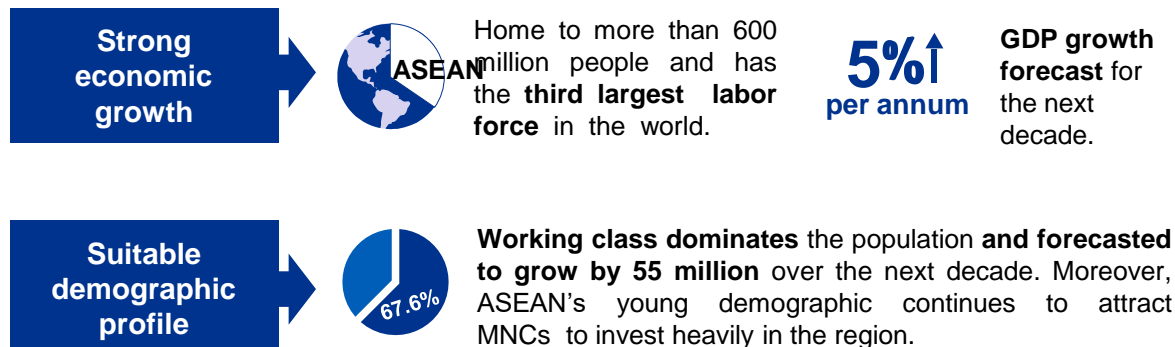 Strong
economic
growth
ASEAN
Home to more than 600
million people and has
the third largest labor
force in the world.
5%
per annum
GDP growth
forecast for
the next
decade.
Suitable
demographic
profile
67.6%
Working class dominates the population and forecasted
to grow by 55 million over the next decade. Moreover,
ASEAN’s young demographic continues to attract
MNCs to invest heavily in the region.